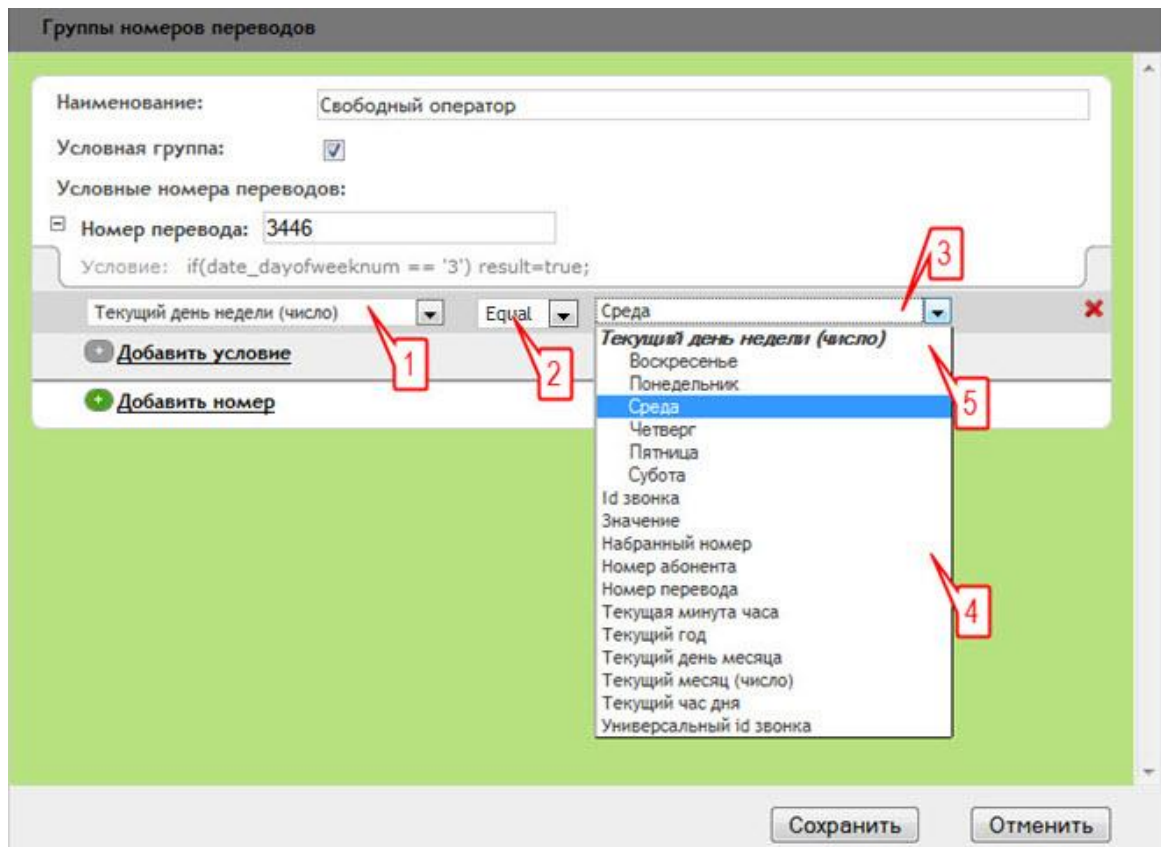 Группы номеров переводов
Наименование: Свободный оператор
Условная группа:
Условные номера переводов:
Номер перевода: 3446
Условие: if(date_dayofweeknum == '3') result=true;
3
Текущий день недели (число) Equal Среда
1
2
Добавить условие
Добавить номер
Текущий день недели (число)
Воскресенье
Понедельник
5
Среда
Четверг
Пятница
Субота
Id звонка
Значение
Набранный номер
Номер абонента
Номер перевода
4
Текущая минута часа
Текущий год
Текущий день месяца
Текущий месяц (число)
Текущий час дня
Универсальный id звонка
Сохранить Отменить